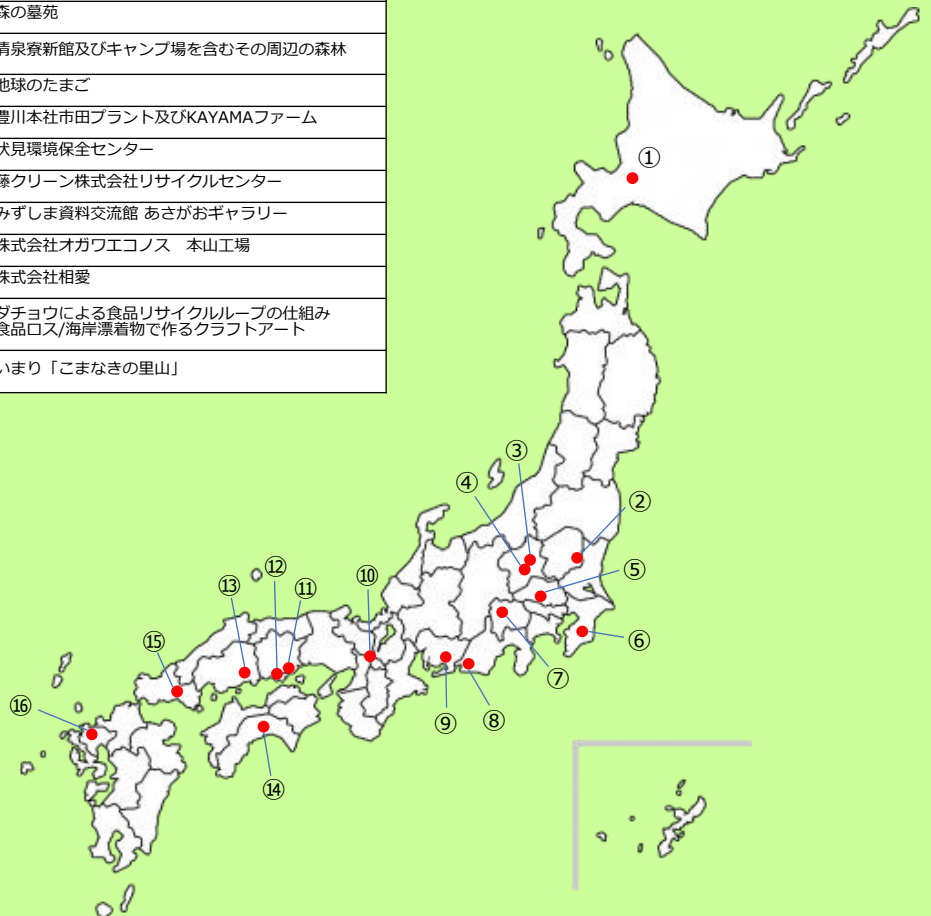 森の墓苑
清泉寮新館及びキャンプ場を含むその周辺の森林
地球のたまご
豊川本社市田プラント及びKAYAMAファーム
伏見環境保全センター
藤クリーン株式会社リサイクルセンター
みずしま資料交流館 あさがおギャラリー
株式会社オガワエコノス　本山工場
株式会社相愛
ダチョウによる食品リサイクルループの仕組み
食品ロス/海岸漂着物で作るクラフトアート
いまり「こまなきの里山」
①
③
④
②
⑤
⑩
⑫
⑪
⑬
⑥
⑮
⑦
⑯
⑨
⑧
⑭